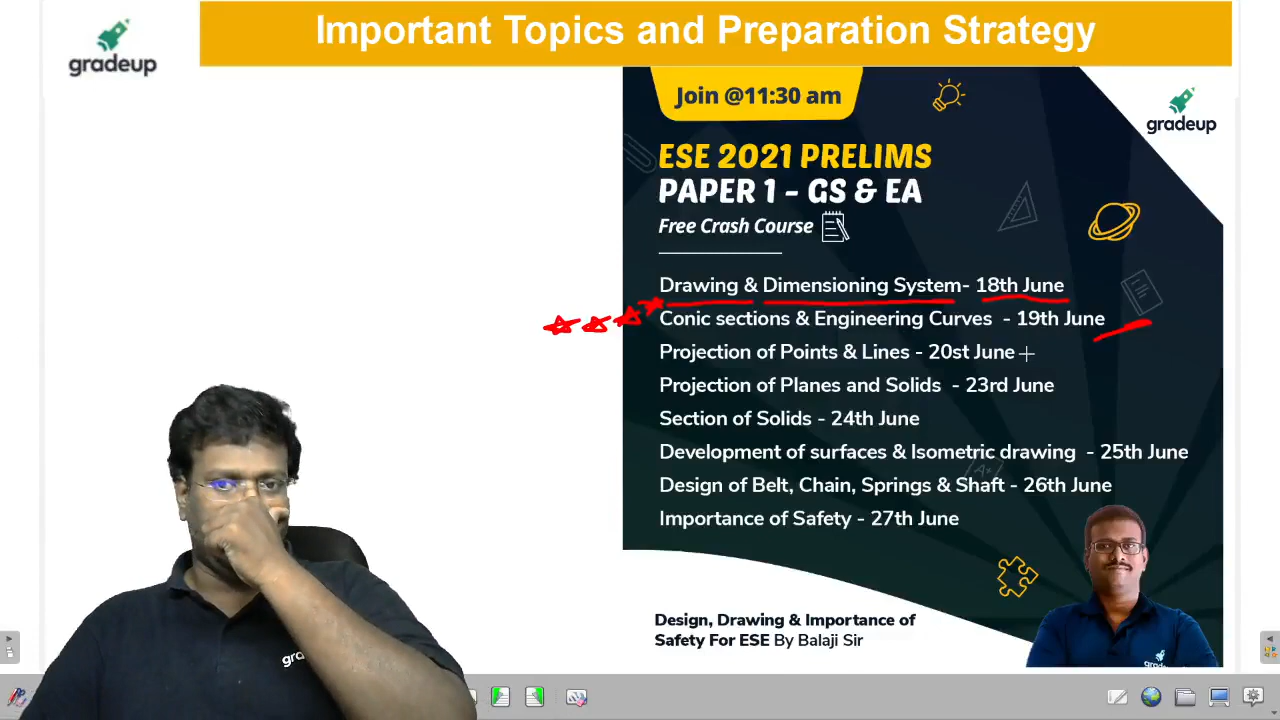 Important Topics and Preparation Strategy
gradeup
Join @11:30 am
gradeup
ESE 2021 PRELIMS
PAPER 1 - GS & EA
Free Crash Course
Drawing & Dimensioning System- 18th June
Conic sections & Engineering Curves - 19th June
Projection of Points & Lines - 20st June
Projection of Planes and Solids - 23rd June
Section of Solids - 24th June
Development of surfaces & Isometric drawing - 25th June
Design of Belt, Chain, Springs & Shaft - 26th June
Importance of Safety - 27th June
Design, Drawing & Importance of
Safety For ESE By Balaji Sir